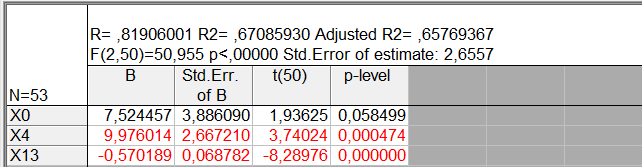 R= ,81906001 R2= ,67085930 Adjusted R2= ,65769367
F(2,50)=50,955 p<,00000 Std.Error of estimate: 2,6557
N=53 B Std.Err. of B t(50) p-level
X0 7,524457 3,886090 1,93625 0,058499
X4 9,976014 2,667210 3,74024 0,000474
X13 -0,570189 0,068782 -8,28976 0,000000